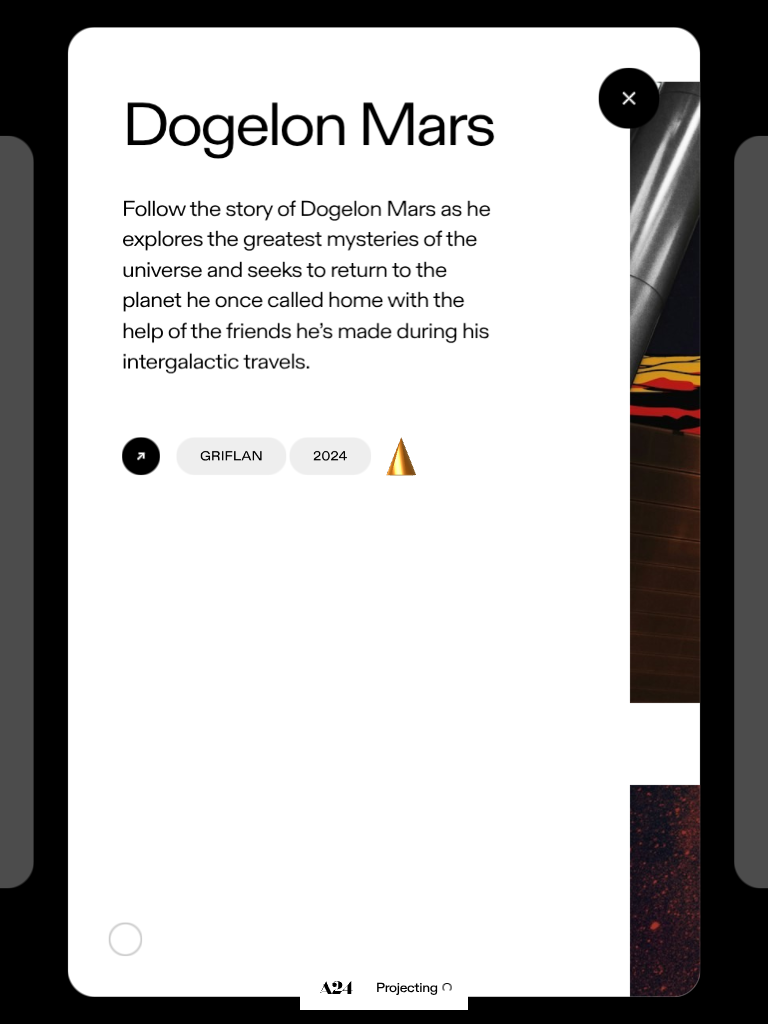 Dogelon Mars
Follow the story of Dogelon Mars as he
explores the greatest mysteries of the
universe and seeks to return to the
planet he once called home with the
help of the friends he’s made during his
intergalactic travels.
GRIFLAN 2024
A24 Projecting